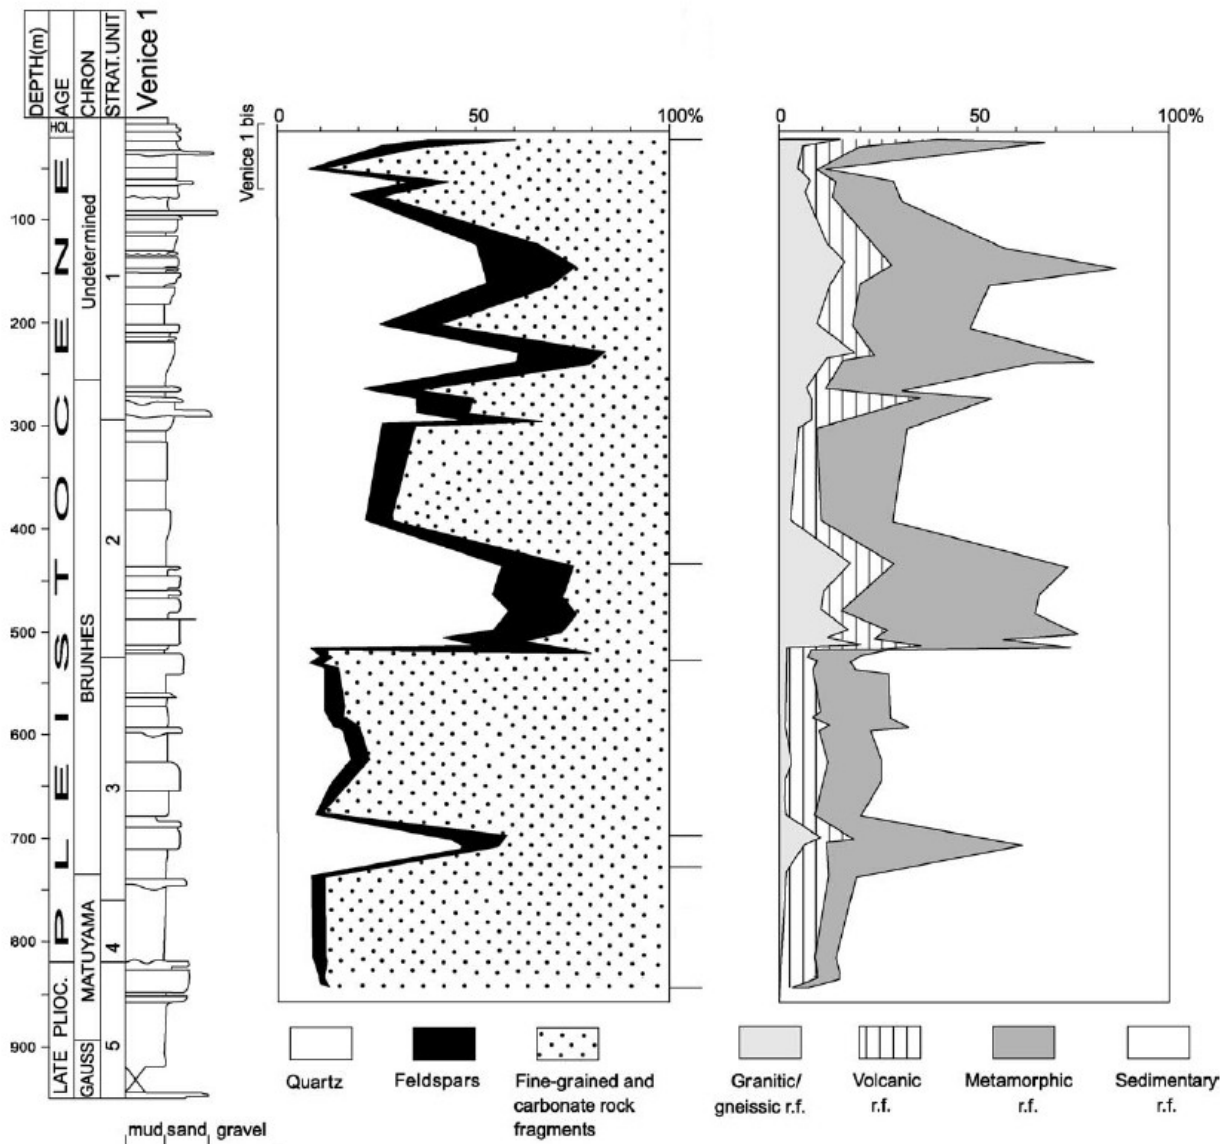 DEPTH(m)
AGE
CHRON
STRAT.UNIT
Venice 1
Venice 1 bis
0
50
100%
0
50
100%
HOL.
PLEISTOCENE
LATE PLIOC.
Undetermined
BRUNHES
MATUYAMA
GAUSS
1
2
3
4
5
100
200
300
400
500
600
700
800
900
mud sand gravel
Quartz
Feldspars
Fine-grained and
carbonate rock
fragments
Granitic/
gneissic r.f.
Volcanic
r.f.
Metamorphic
r.f.
Sedimentary
r.f.